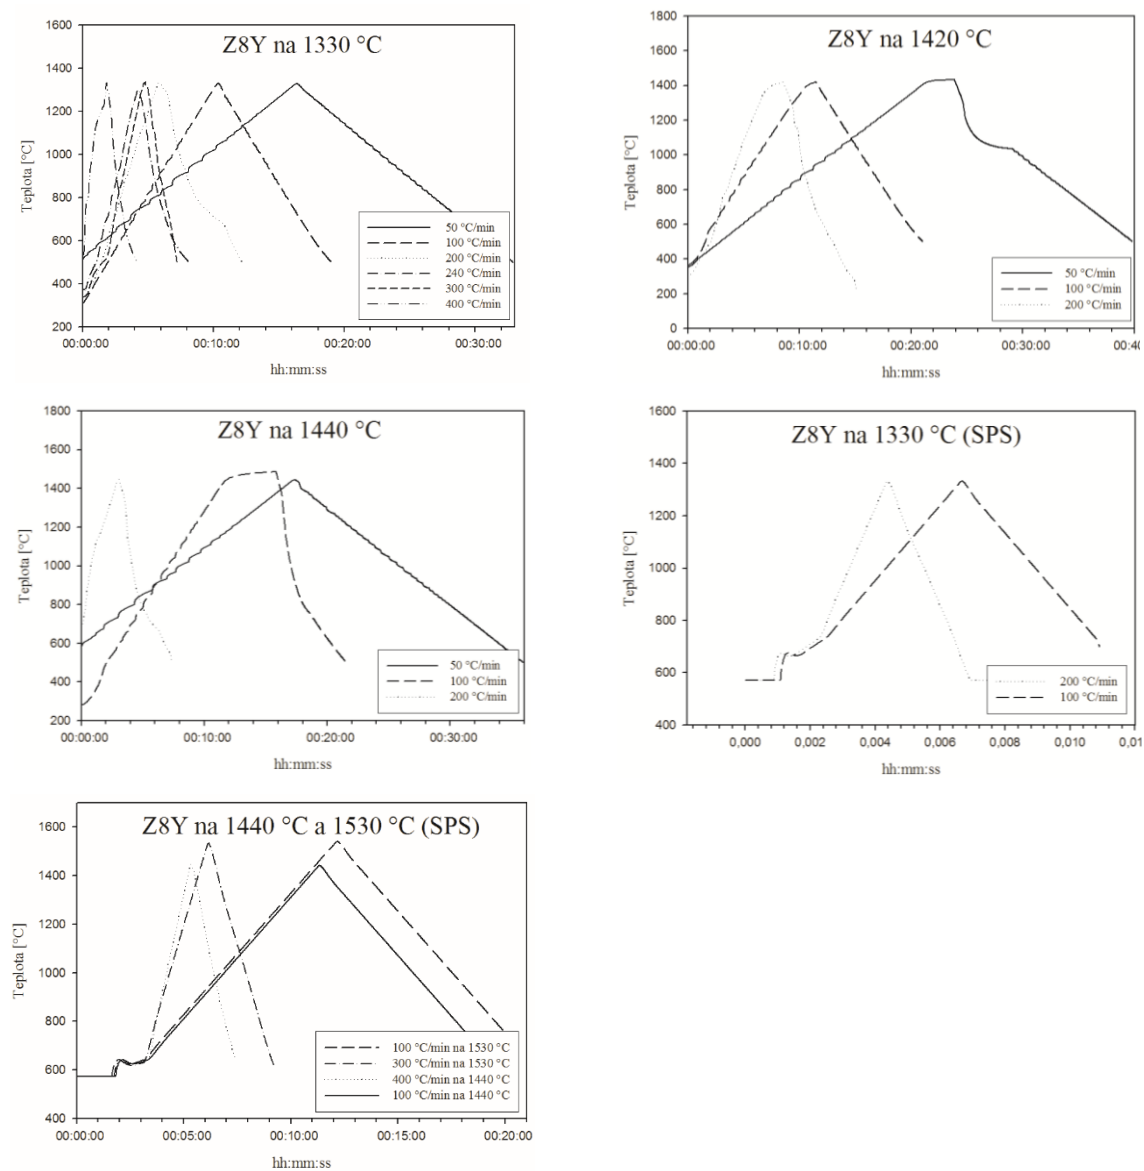 Z8Y na 1330 °C
1600
1400
1200
1000
800
600
400
200
Teplota [°C]
50 °C/min
100 °C/min
200 °C/min
240 °C/min
300 °C/min
400 °C/min
00:00:00 00:10:00 00:20:00 00:30:00
hh:mm:ss
Z8Y na 1420 °C
1800
1600
1400
1200
1000
800
600
400
200
0
Teplota [°C]
50 °C/min
100 °C/min
200 °C/min
00:00:00 00:10:00 00:20:00 00:30:00 00:40
hh:mm:ss
Z8Y na 1440 °C
1800
1600
1400
1200
1000
800
600
400
200
Teplota [°C]
50 °C/min
100 °C/min
200 °C/min
00:00:00 00:10:00 00:20:00 00:30:00
hh:mm:ss
Z8Y na 1330 °C (SPS)
1600
1400
1200
1000
800
600
400
Teplota [°C]
200 °C/min
100 °C/min
0,000 0,002 0,004 0,006 0,008 0,010 0,01
hh:mm:ss
Z8Y na 1440 °C a 1530 °C (SPS)
1600
1400
1200
1000
800
600
400
Teplota [°C]
100 °C/min na 1530 °C
300 °C/min na 1530 °C
400 °C/min na 1440 °C
100 °C/min na 1440 °C
00:00:00 00:05:00 00:10:00 00:15:00 00:20:00
hh:mm:ss